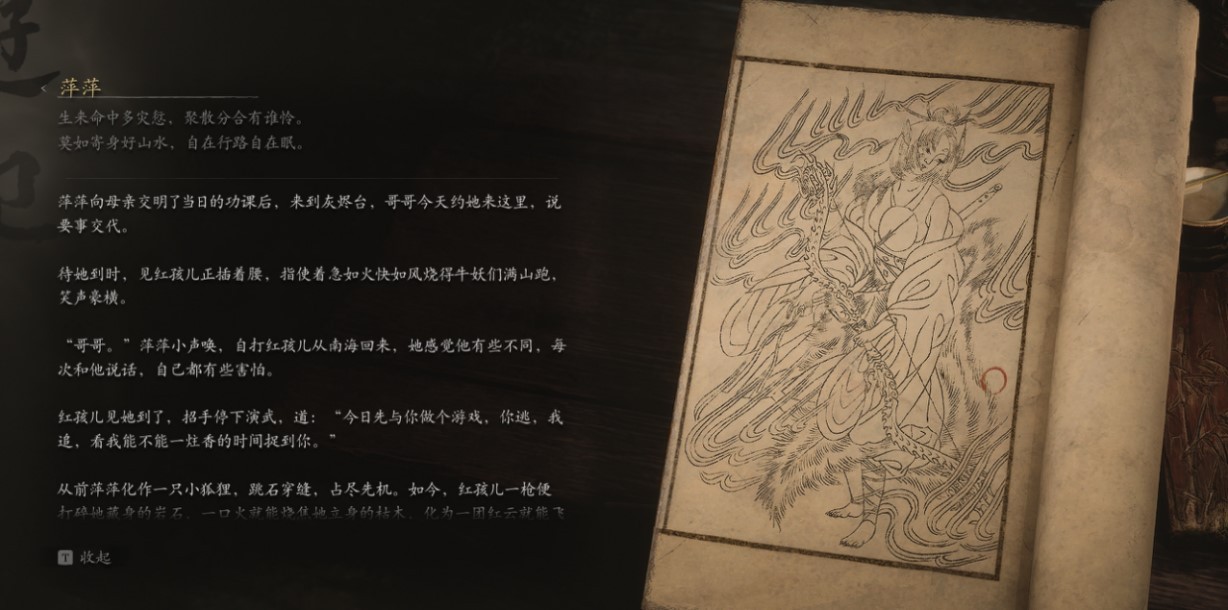 萍萍
生来命中多灾愁，聚散分合有谁怜。
莫如寄身好山水，自在行路自在眠。
萍萍向母亲交明了当日的功课后，来到灰烬台，哥哥今天约她来这里，说
要事交代。
待她到时，见红孩儿正插着腰，指使着急如火快如风烧得牛妖们满山跑，
笑声豪横。
“哥哥。”萍萍小声唤，自打红孩儿从南海回来，她感觉他有些不同，每
次和他说话，自己都有些害怕。
红孩儿见她到了，招手停下演武，道：“今日先与你做个游戏，你逃，我
追，看我能不能一炷香的时间捉到你。”
从前萍萍化作一只小狐狸，跳石穿缝，占尽先机。如今，红孩儿一枪便
打碎她藏身的岩石，一口火就能烧焦她立身的枯木，化为一团红云就能飞
T 收起